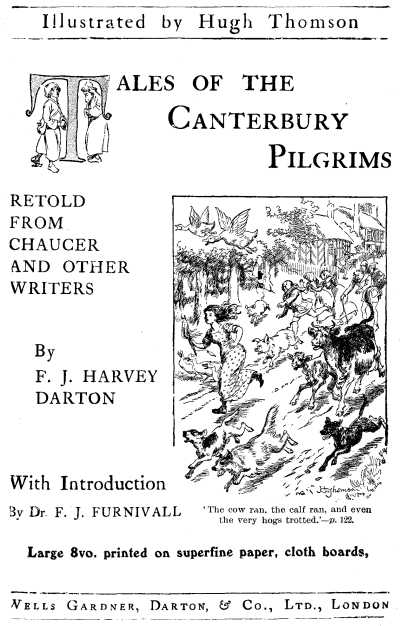 Illustrated by Hugh Thomson
TALES OF THE
CANTERBURY
PILGRIMS
RETOLD
FROM
CHAUCER
AND OTHER
WRITERS
By
F. J. HARVEY
DARTON
With Introduction
By Dr. F. J. FURNIVALL
Hugh Thomson
'The cow ran, the calf ran, and even
the very hogs trotted.'—p. 122.
Large 8vo. printed on superfine paper, cloth boards,
WELLS GARDNER, DARTON, & CO., LTD., LONDON